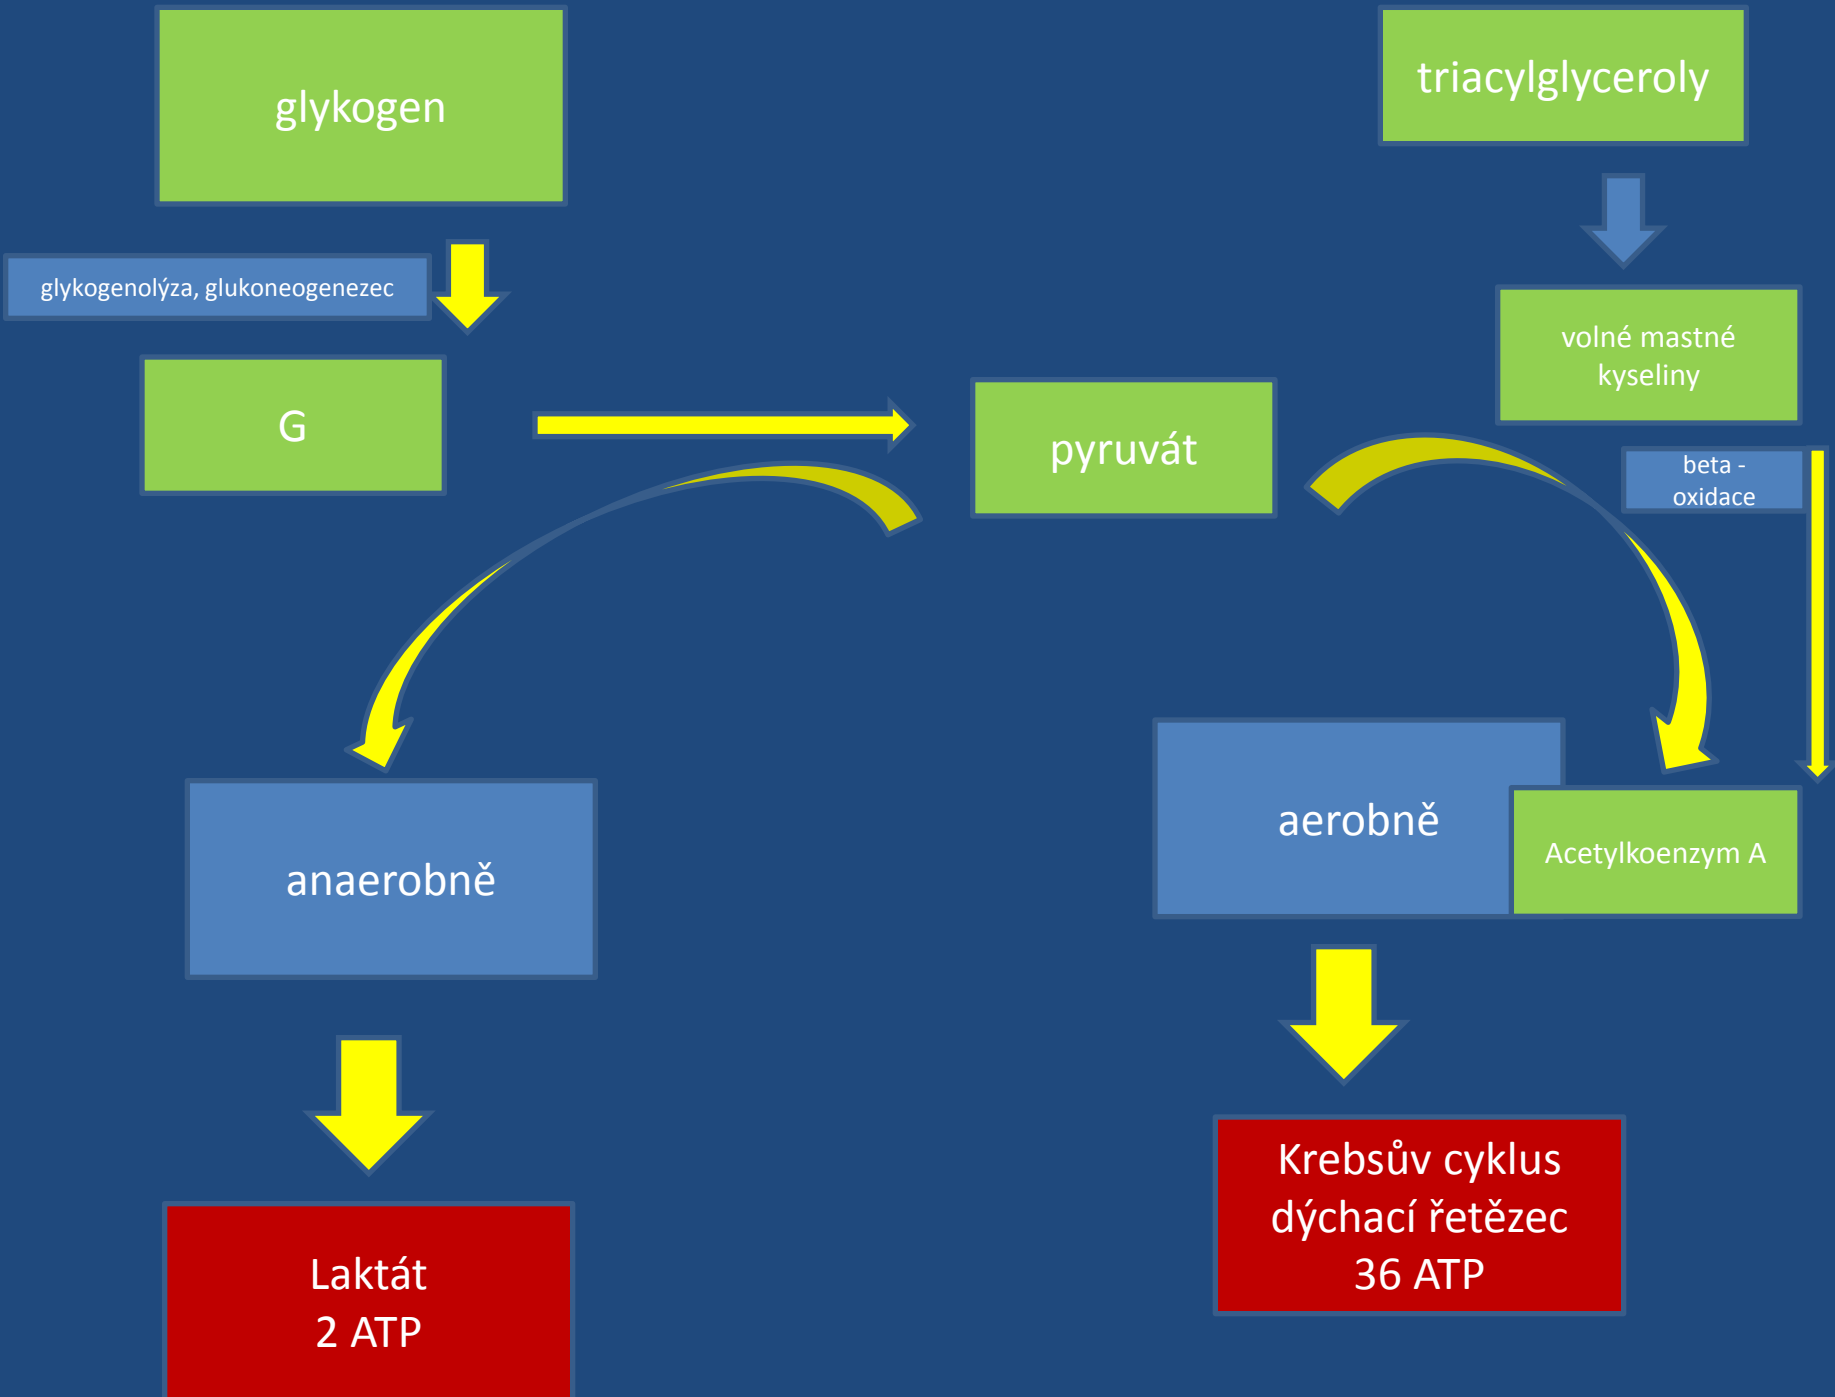 glykogen
triacylglyceroly
glykogenolýza, glukoneogenezec
volné mastné
kyseliny
G
pyruvát
beta -
oxidace
anaerobně
aerobně
Acetylkoenzym A
Laktát
2 ATP
Krebsův cyklus
dýchací řetězec
36 ATP